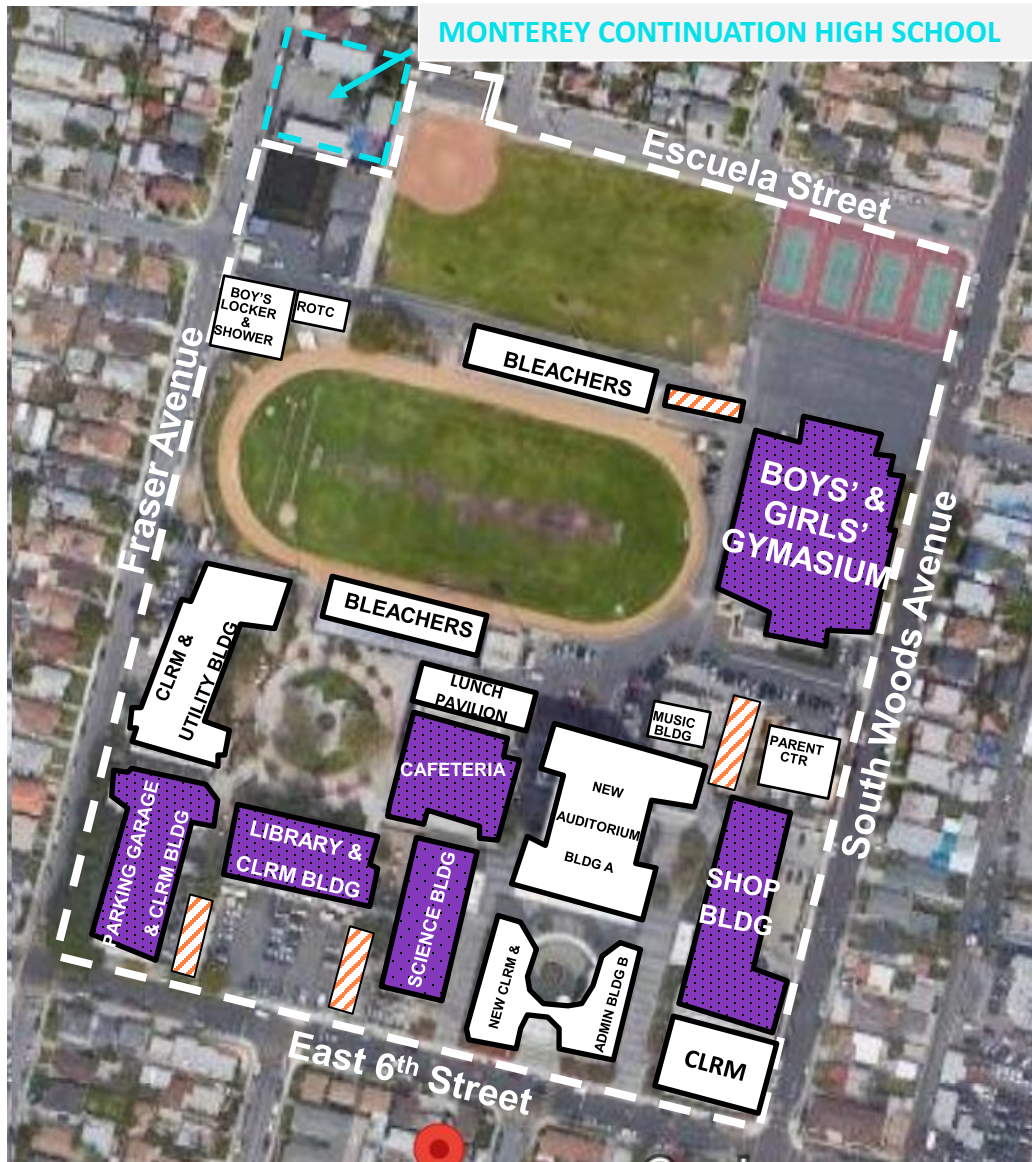 MONTEREY CONTINUATION HIGH SCHOOL
Escuela Street
BOY'S
LOCKER
&
SHOWER
ROTC
BLEACHERS
Fraser Avenue
BOYS' &
GIRLS'
GYMASIUM
South Woods Avenue
BLEACHERS
CLRM &
UTILITY BLDG
LUNCH
PAVILION
MUSIC
BLDG
PARENT
CTR
CAFETERIA
NEW
AUDITORIUM
BLDG A
PARKING GARAGE
& CLRM BLDG
LIBRARY &
CLRM BLDG
SCIENCE BLDG
SHOP
BLDG
NEW CLRM &
ADMIN BLDG B
CLRM
East 6th Street